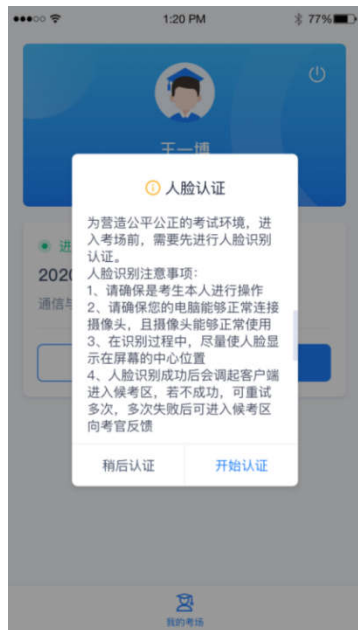 1:20 PM
77%
王一博
人脸认证
为营造公平公正的考试环境，进
入考场前，需要先进行人脸识别
认证。
人脸识别注意事项：
1、请确保是考生本人进行操作
2、请确保您的电脑能够正常连接
摄像头，且摄像头能够正常使用
3、在识别过程中，尽量使人脸显
示在屏幕的中心位置
4、人脸识别成功后会调起客户端
进入候考区，若不成功，可重试
多次，多次失败后可进入候考区
向考官反馈
进
202
通信与
稍后认证
开始认证
我的考场